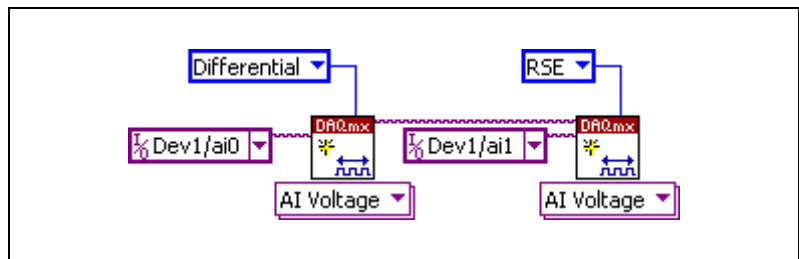 Differential
RSE
DAQmx
DAQmx
I/O Dev1/ai0
I/O Dev1/ai1
AI Voltage
AI Voltage